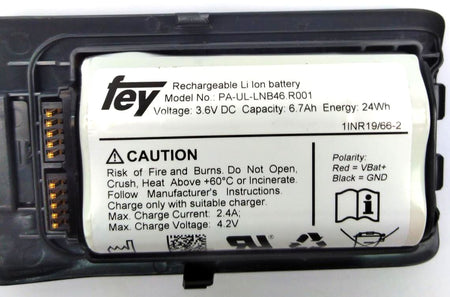 fey
Rechargeable Li Ion battery
Model No.: PA-UL-LNB46.R001
Voltage: 3.6V DC Capacity: 6.7Ah Energy: 24Wh
1INR19/66-2
CAUTION
Risk of Fire and Burns. Do Not Open,
Crush, Heat Above +60°C or Incinerate.
Follow Manufacturer's Instructions.
Charge only with suitable charger.
Max. Charge Current: 2.4A;
Max. Charge Voltage: 4.2V
Polarity:
Red = VBat+
Black = GND